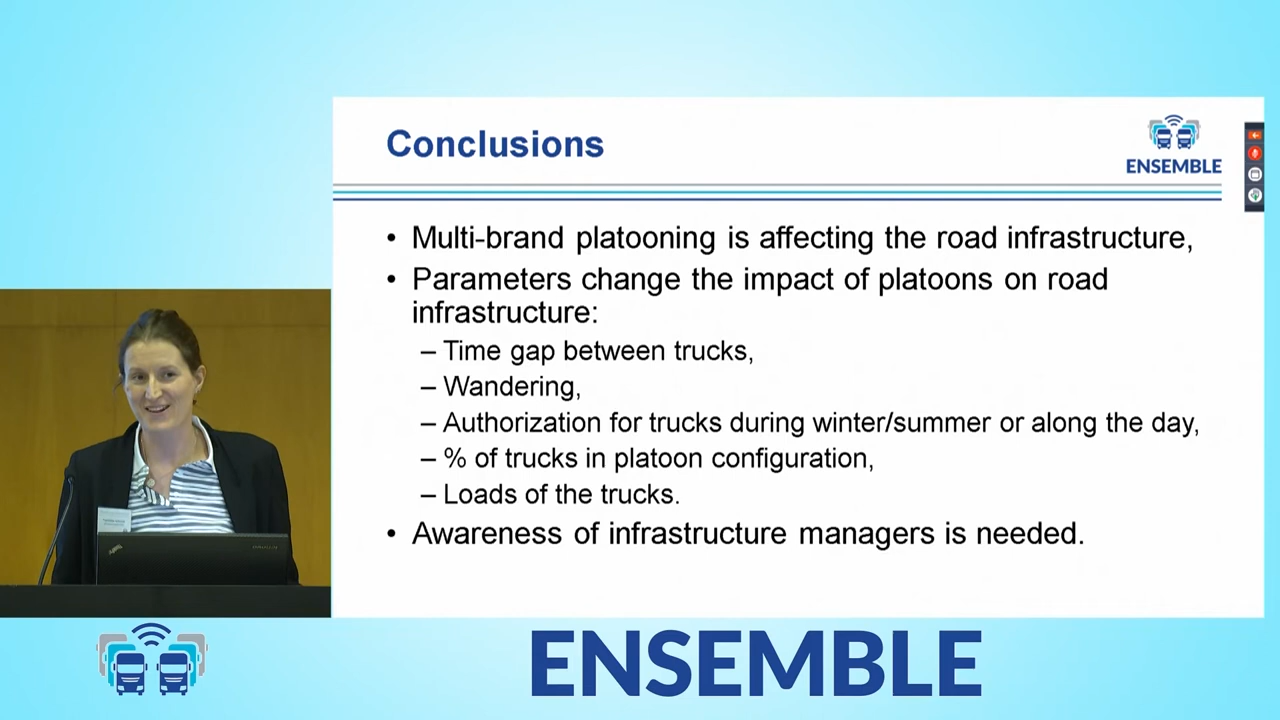 Conclusions
ENSEMBLE
• Multi-brand platooning is affecting the road infrastructure,
• Parameters change the impact of platoons on road
infrastructure:
– Time gap between trucks,
– Wandering,
– Authorization for trucks during winter/summer or along the day,
– % of trucks in platoon configuration,
– Loads of the trucks.
• Awareness of infrastructure managers is needed.
ENSEMBLE